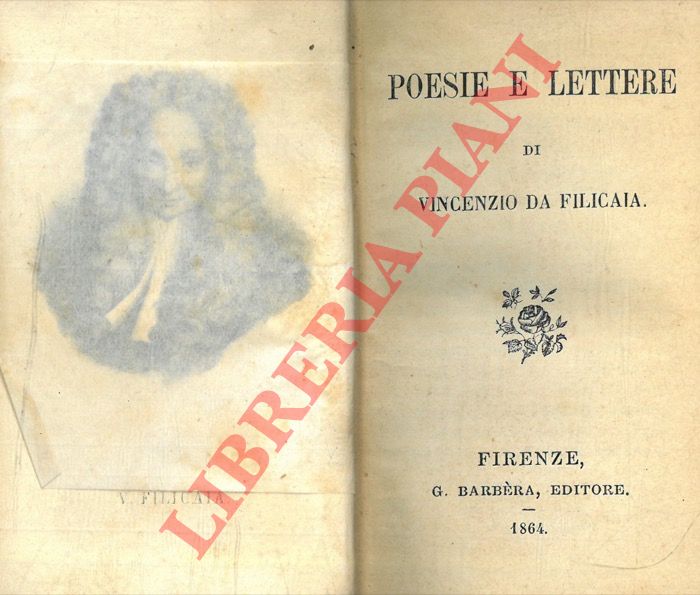 V. FILICAIA.
POESIE E LETTERE
DI
VINCENZIO DA FILICAIA.
FIRENZE,
G. BARBÈRA, EDITORE.
1864.
LIBRERIA PIANI